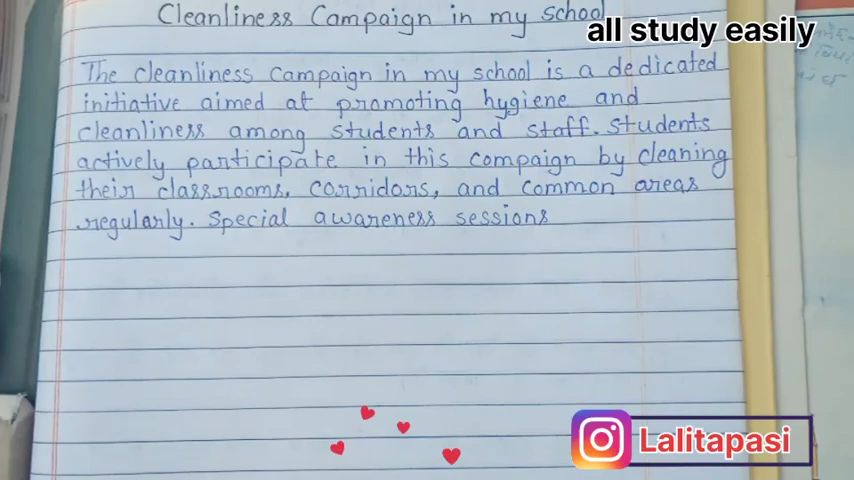 Cleanliness Campaign in my school
all study easily
The cleanliness campaign in my school is a dedicated
initiative aimed at promoting hygiene and
cleanliness among students and staff. Students
actively participate in this campaign by cleaning
their classrooms, corridors, and common areas
regularly. Special awareness sessions
Lalitapasi